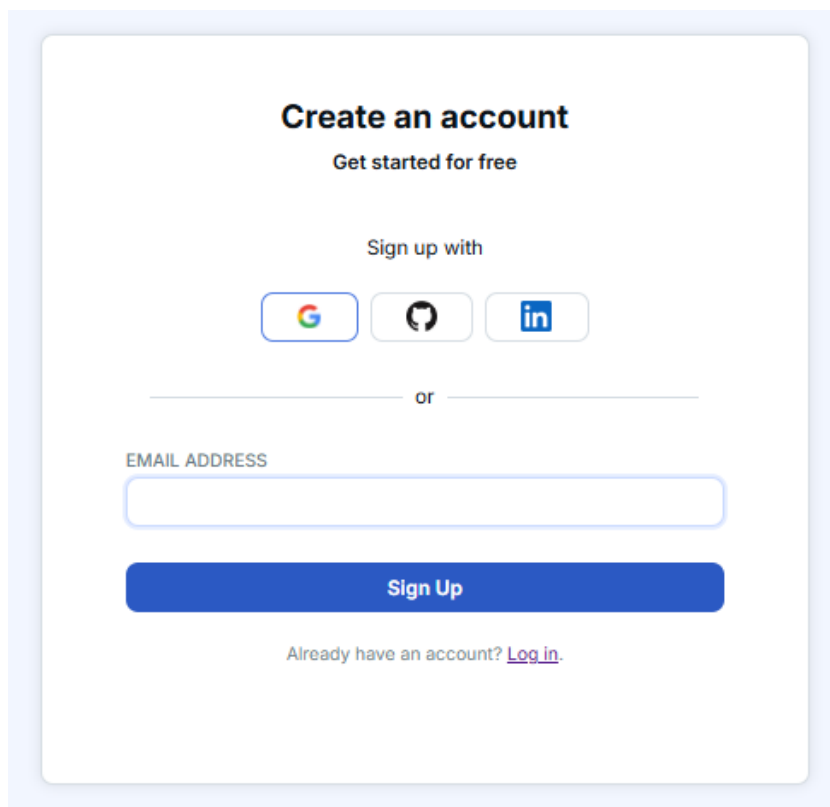 Create an account
Get started for free
Sign up with
G
in
or
EMAIL ADDRESS
Sign Up
Already have an account? Log in.